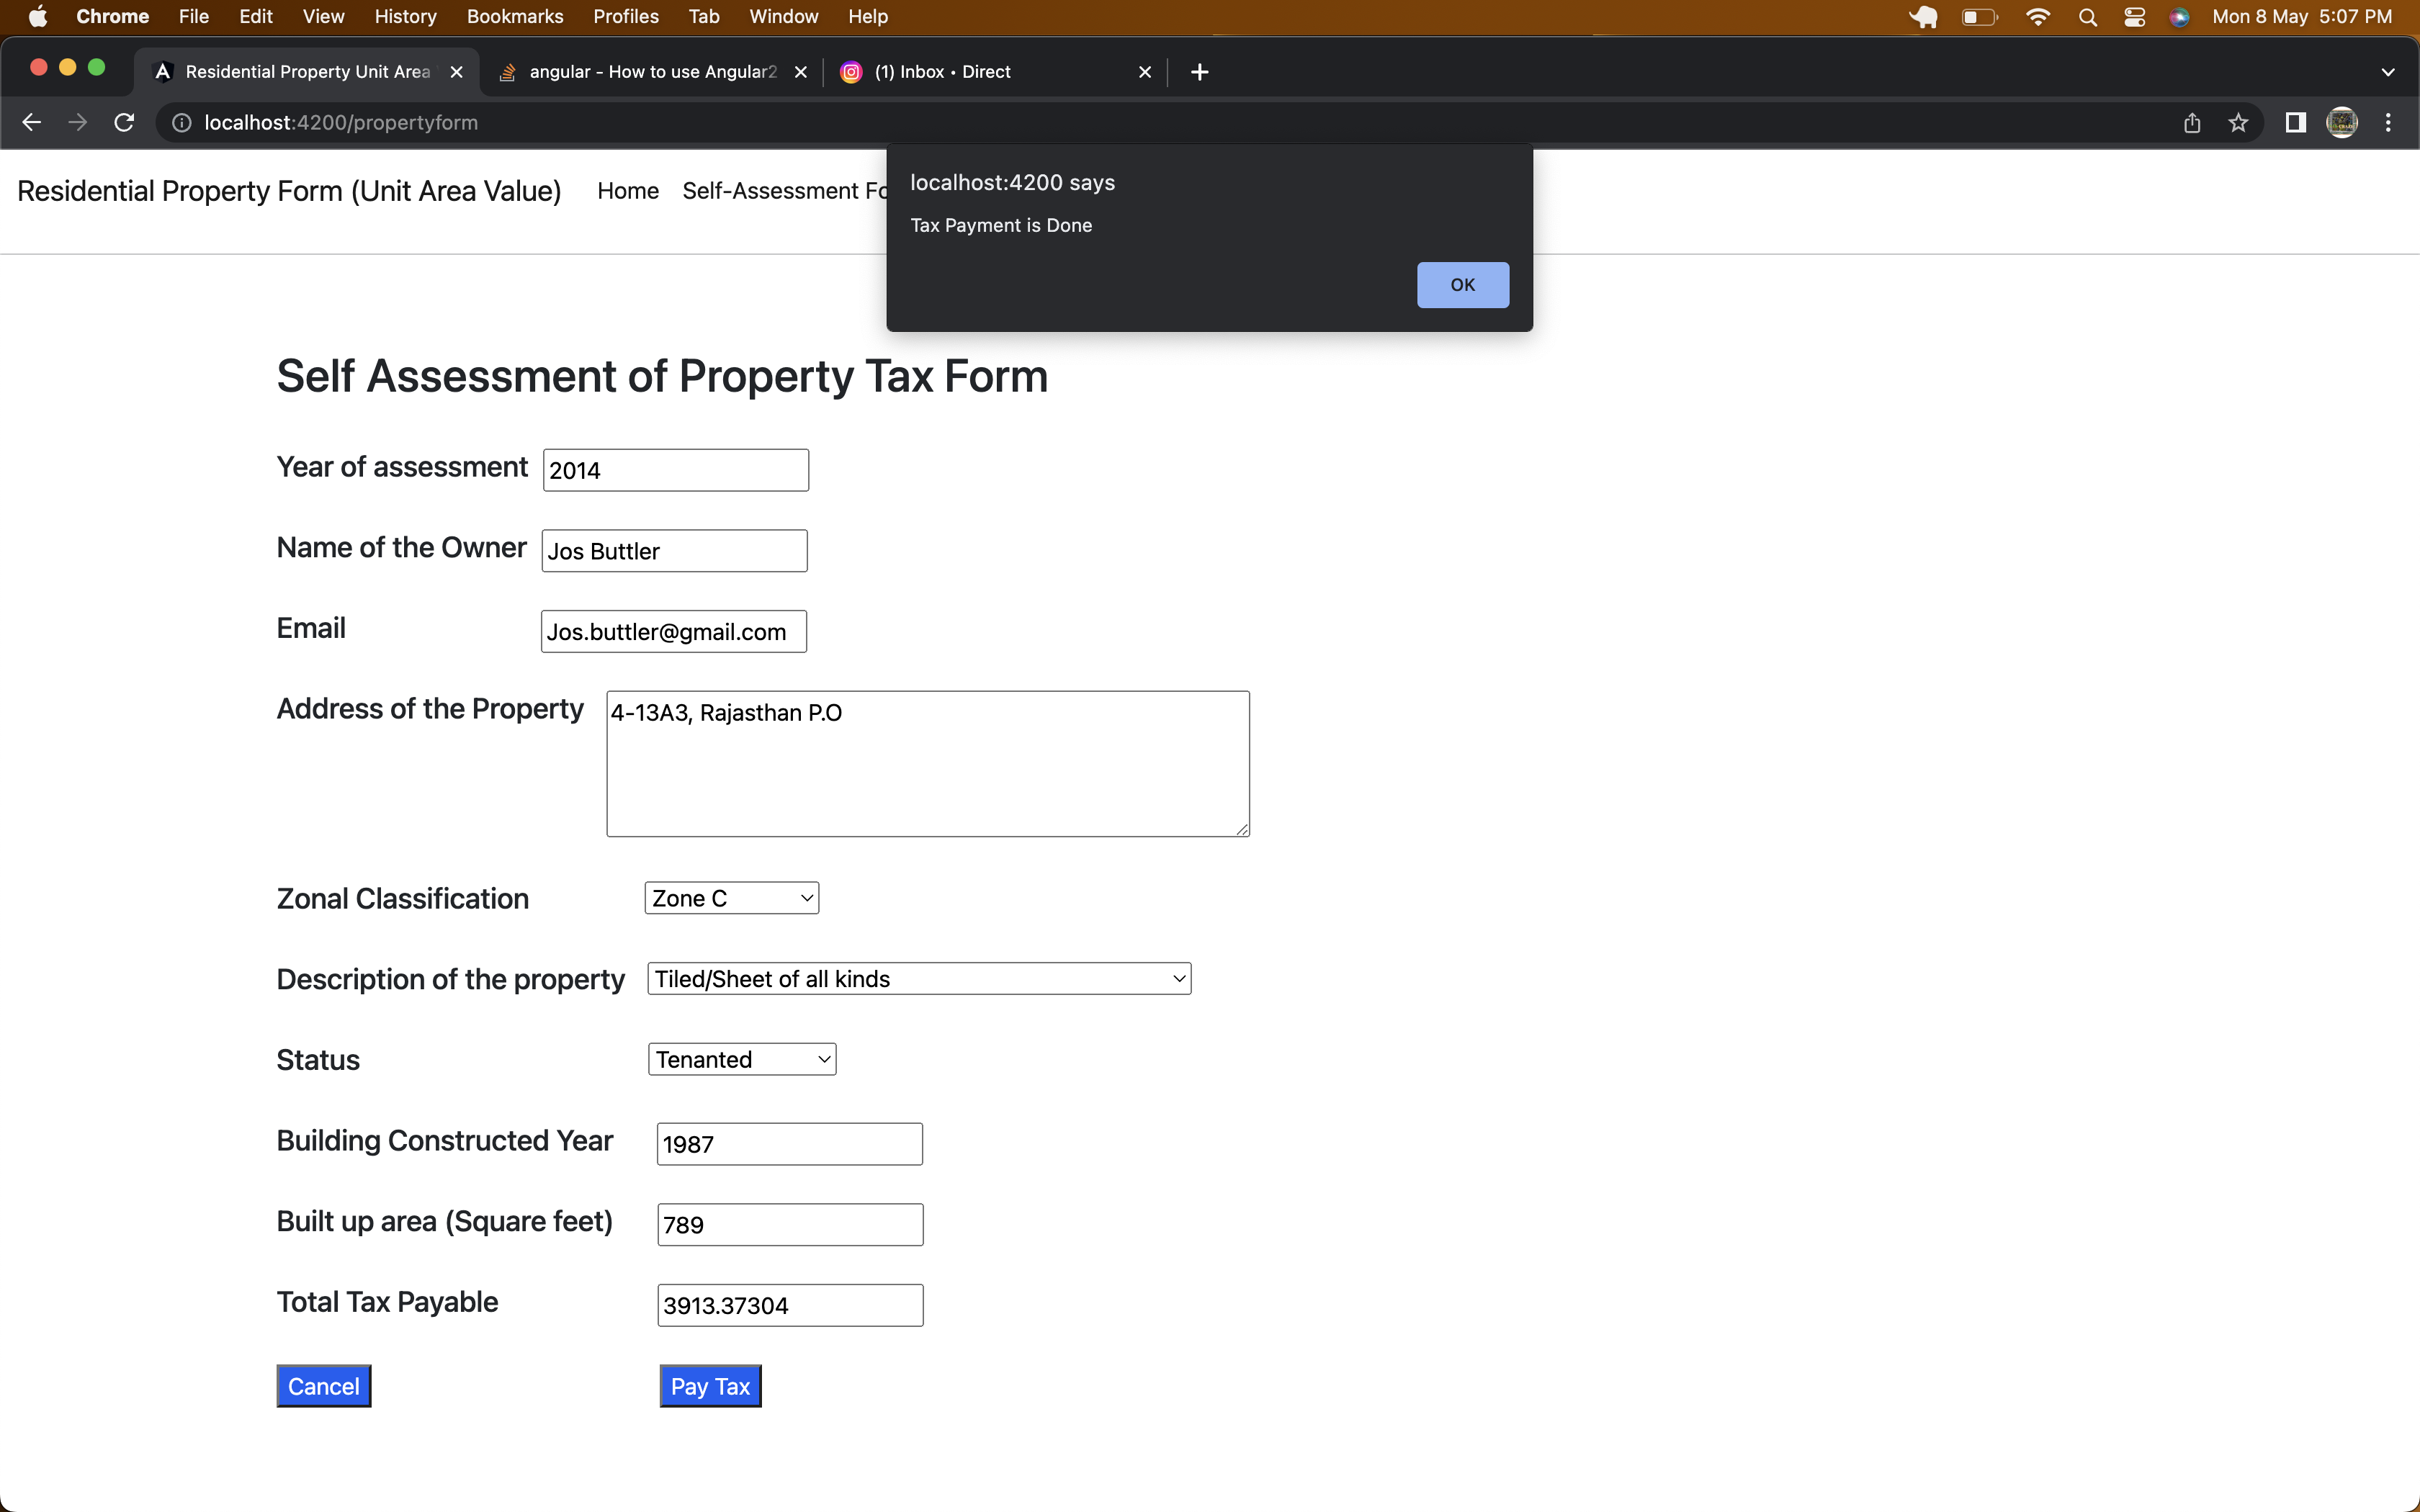 Chrome File Edit View History Bookmarks Profiles Tab Window Help Mon 8 May 5:07 PM
Residential Property Unit Area angular - How to use Angular2 (1) Inbox • Direct
localhost:4200/propertyform
Residential Property Form (Unit Area Value) Home Self-Assessment Fo
localhost:4200 says
Tax Payment is Done
OK
Self Assessment of Property Tax Form
Year of assessment 2014
Name of the Owner Jos Buttler
Email Jos.buttler@gmail.com
Address of the Property 4-13A3, Rajasthan P.O
Zonal Classification Zone C
Description of the property Tiled/Sheet of all kinds
Status Tenanted
Building Constructed Year 1987
Built up area (Square feet) 789
Total Tax Payable 3913.37304
Cancel Pay Tax